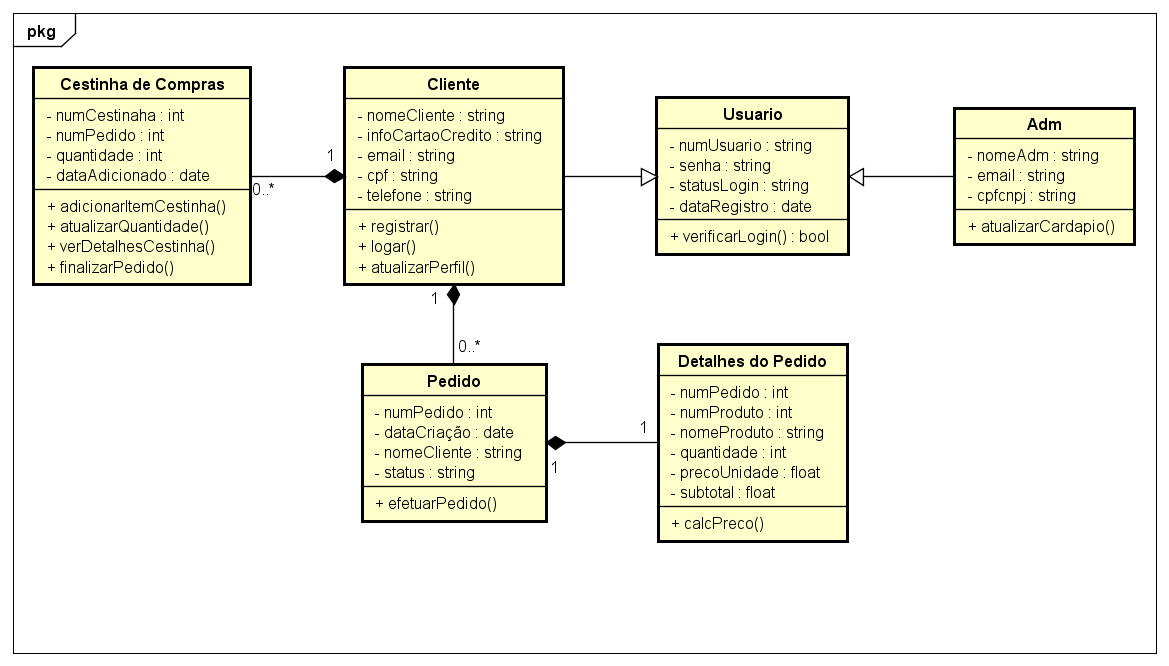 pkg
Cestinha de Compras
- numCestinaha : int
- numPedido : int
- quantidade : int
- dataAdicionado : date
+ adicionarItemCestinha()
+ atualizarQuantidade()
+ verDetalhesCestinha()
+ finalizarPedido()
1
0..*
Cliente
- nomeCliente : string
- infoCartaoCredito : string
- email : string
- cpf : string
- telefone : string
+ registrar()
+ logar()
+ atualizarPerfil()
Usuario
- numUsuario : string
- senha : string
- statusLogin : string
- dataRegistro : date
+ verificarLogin() : bool
Adm
- nomeAdm : string
- email : string
- cpfcnpj : string
+ atualizarCardapio()
1
0..*
Pedido
- numPedido : int
- dataCriação : date
- nomeCliente : string
- status : string
+ efetuarPedido()
1
1
Detalhes do Pedido
- numPedido : int
- numProduto : int
- nomeProduto : string
- quantidade : int
- precoUnidade : float
- subtotal : float
+ calcPreco()